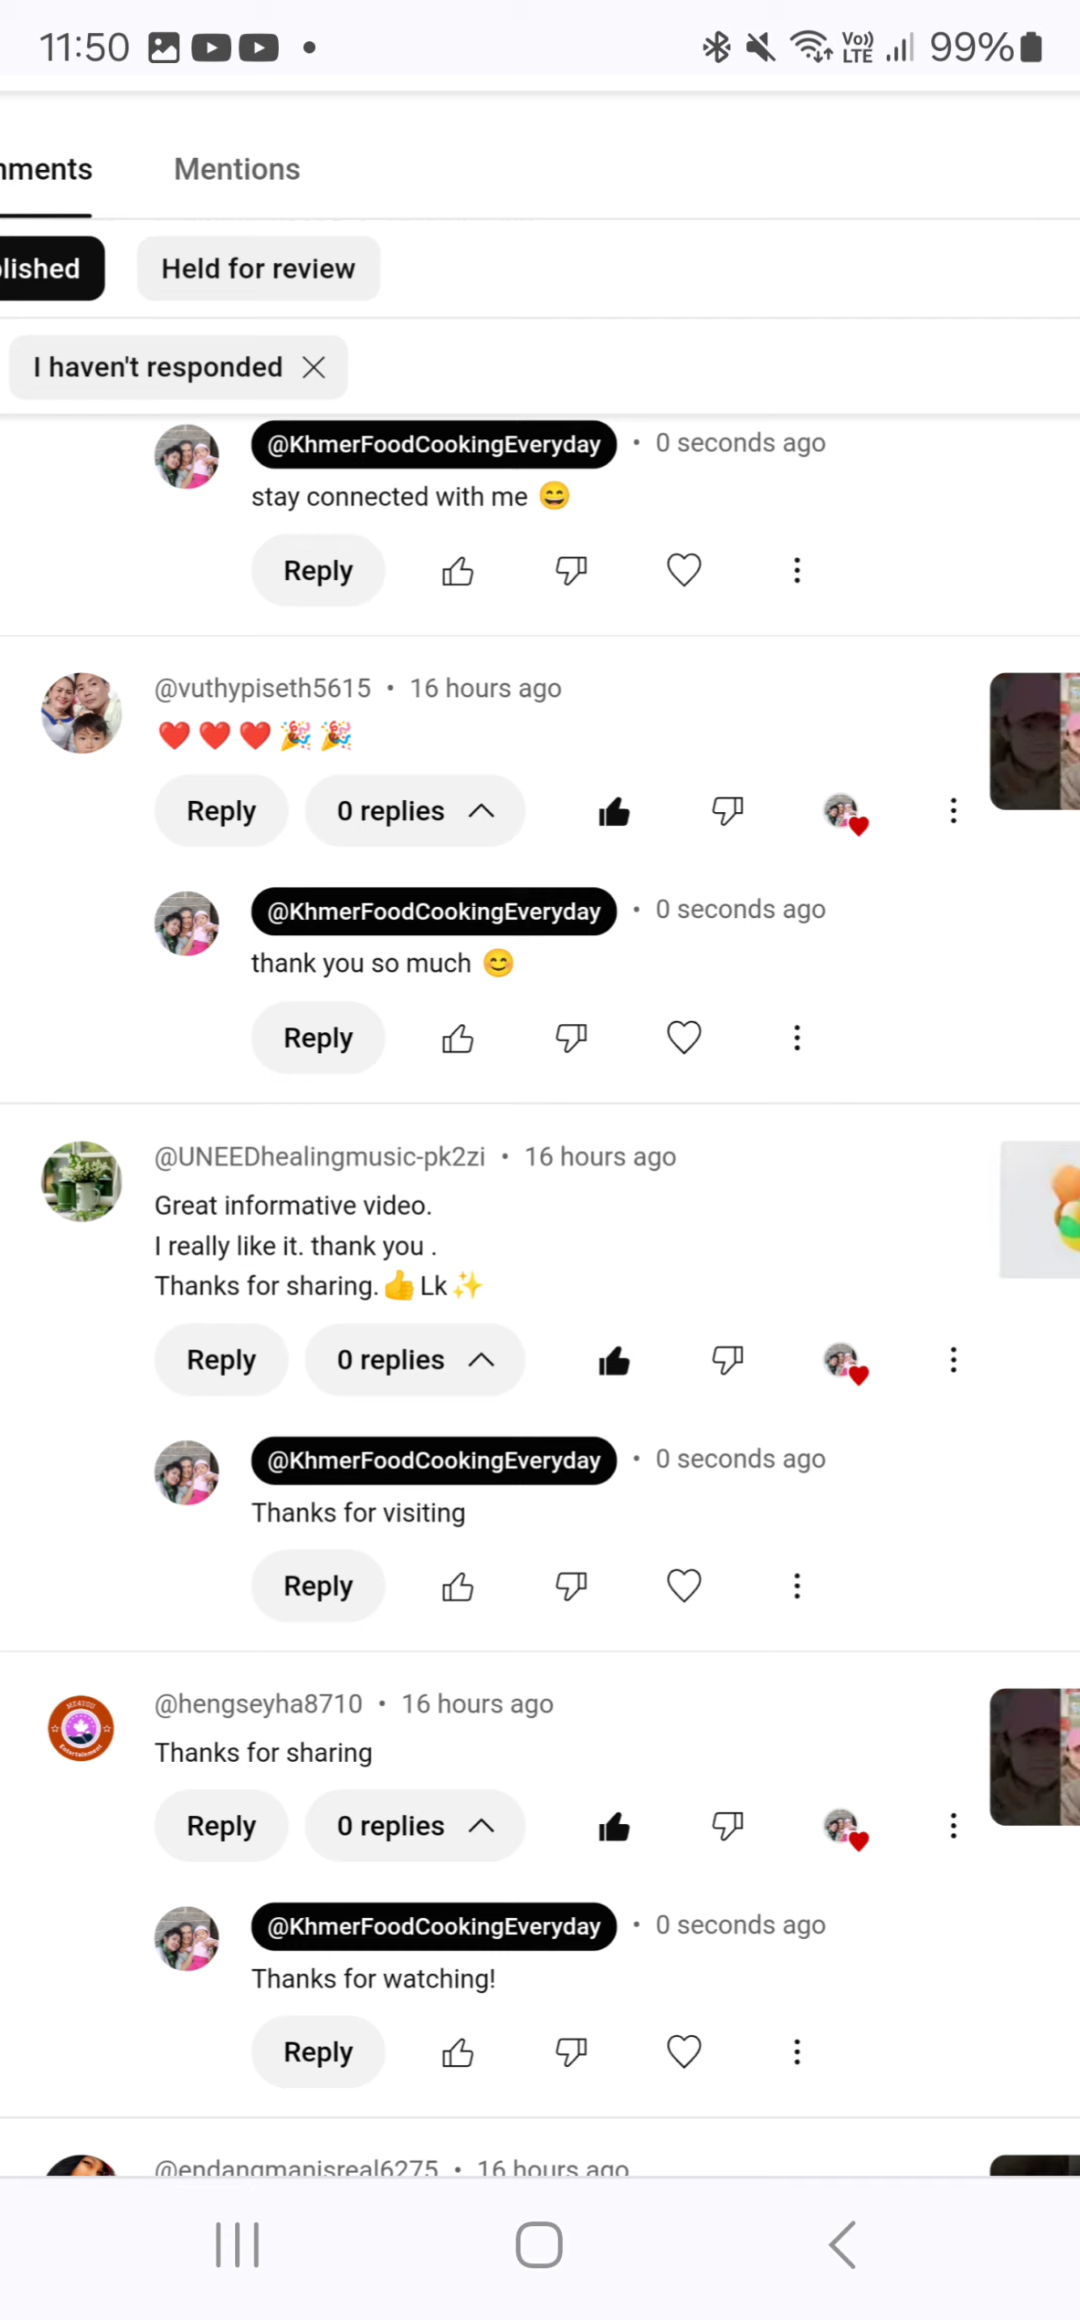 11:50
Vo))
LTE
99%
mments
Mentions
lished
Held for review
I haven't responded
@KhmerFoodCookingEveryday • 0 seconds ago
stay connected with me 😄
Reply
@vuthypiseth5615 • 16 hours ago
❤️❤️❤️🎉🎉
Reply
0 replies
@KhmerFoodCookingEveryday • 0 seconds ago
thank you so much 😊
Reply
@UNEEDhealingmusic-pk2zi • 16 hours ago
Great informative video.
I really like it. thank you .
Thanks for sharing.👍Lk✨
Reply
0 replies
@KhmerFoodCookingEveryday • 0 seconds ago
Thanks for visiting
Reply
@hengseyha8710 • 16 hours ago
Thanks for sharing
Reply
0 replies
@KhmerFoodCookingEveryday • 0 seconds ago
Thanks for watching!
Reply
@endangmanisreal6275 • 16 hours ago